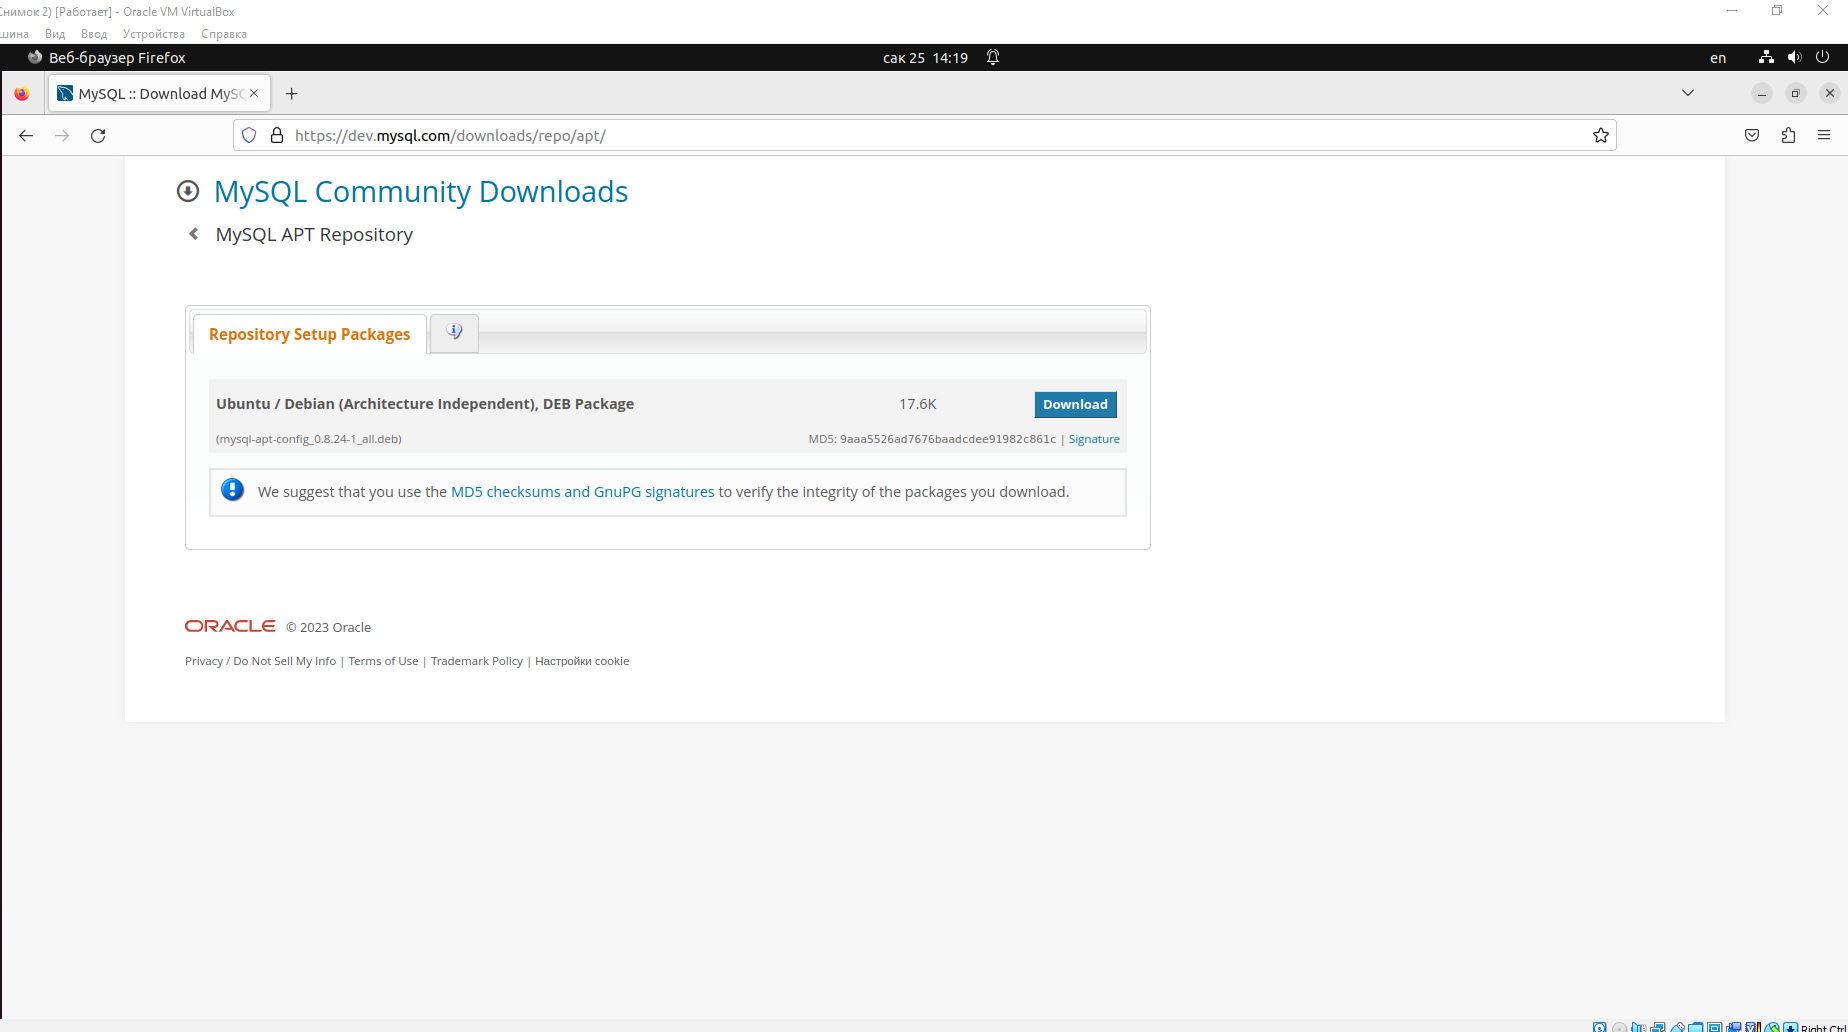 Снимок 2) [Работает] - Oracle VM VirtualBox
шина Вид Ввод Устройства Справка
Веб-браузер Firefox сак 25 14:19 en
MySQL :: Download MySQ
https://dev.mysql.com/downloads/repo/apt/
MySQL Community Downloads
MySQL APT Repository
Repository Setup Packages
Ubuntu / Debian (Architecture Independent), DEB Package 17.6K Download
(mysql-apt-config_0.8.24-1_all.deb) MD5: 9aaa5526ad7676baadcdee91982c861c | Signature
We suggest that you use the MD5 checksums and GnuPG signatures to verify the integrity of the packages you download.
ORACLE © 2023 Oracle
Privacy / Do Not Sell My Info | Terms of Use | Trademark Policy | Настройки cookie
Right Ctrl